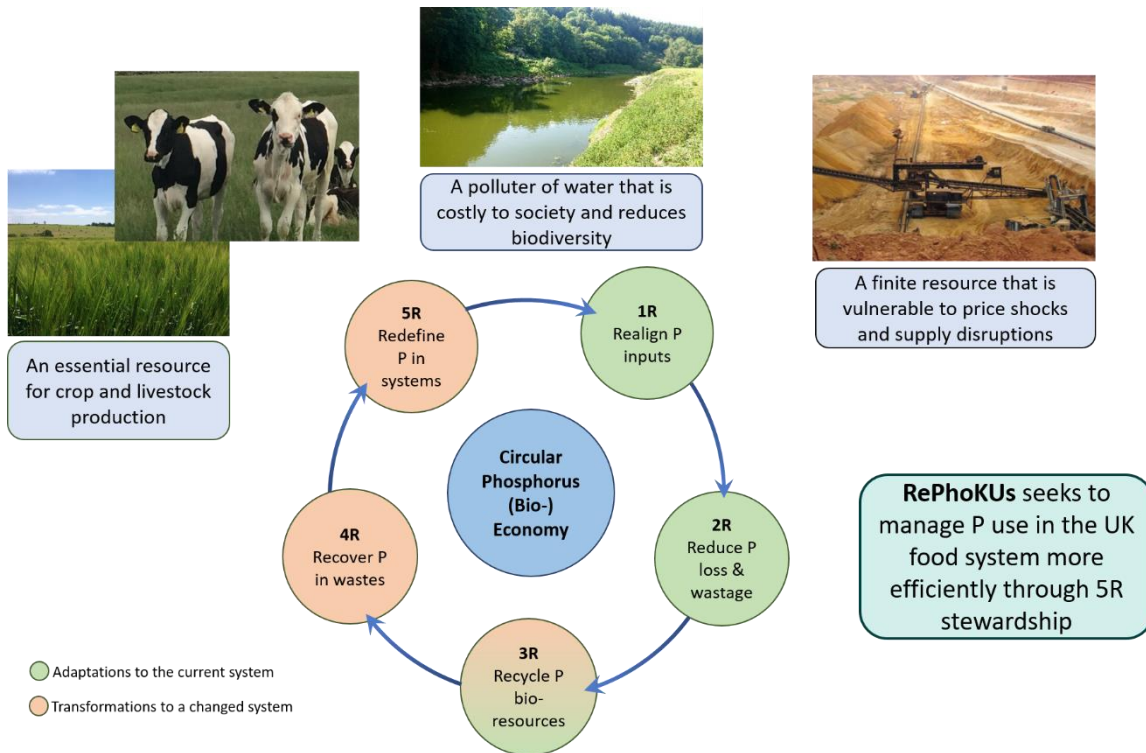 A polluter of water that is
costly to society and reduces
biodiversity
A finite resource that is
vulnerable to price shocks
and supply disruptions
An essential resource
for crop and livestock
production
5R
Redefine
P in
systems
1R
Realign P
inputs
Circular
Phosphorus
(Bio-)
Economy
4R
Recover P
in wastes
2R
Reduce P
loss &
wastage
3R
Recycle P
bio-
resources
RePhoKUs seeks to
manage P use in the UK
food system more
efficiently through 5R
stewardship
Adaptations to the current system
Transformations to a changed system